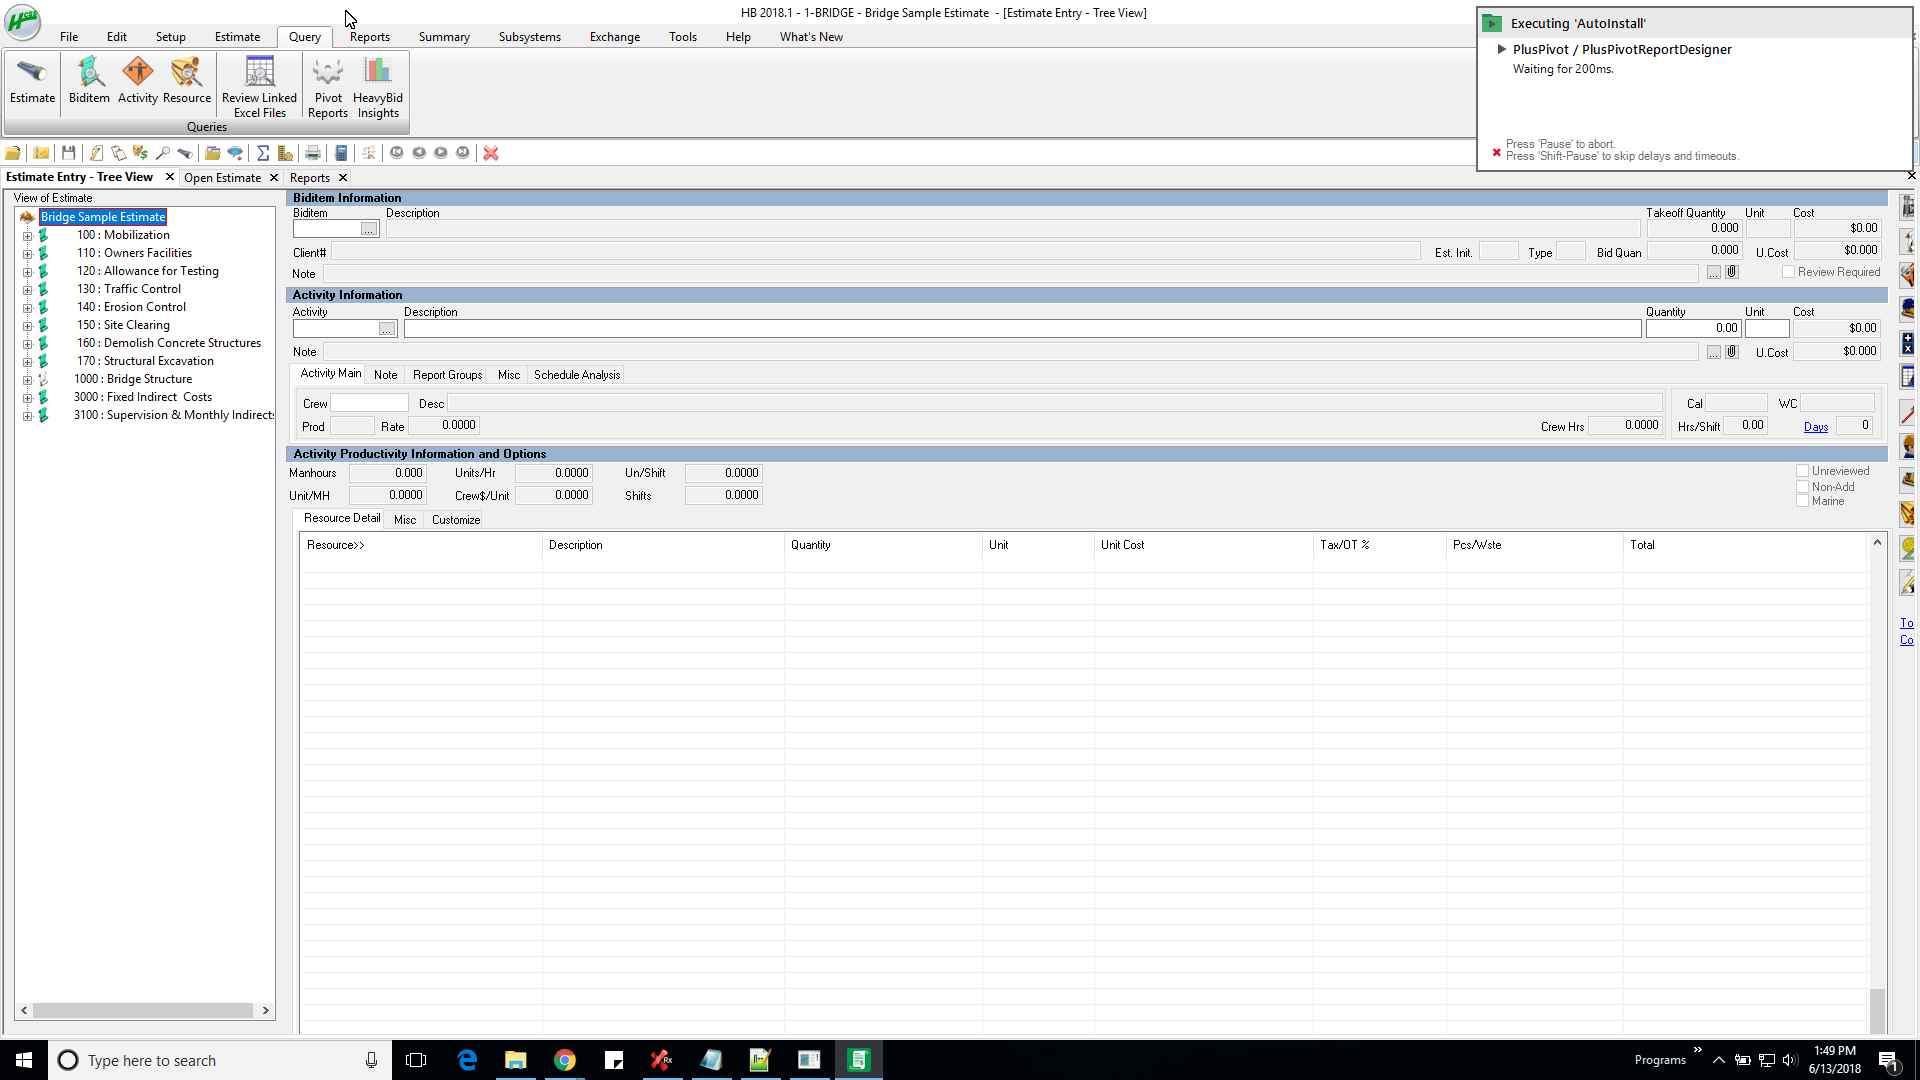 HCSS
HB 2018.1 - 1-BRIDGE - Bridge Sample Estimate - [Estimate Entry - Tree View]
File Edit Setup Estimate Query Reports Summary Subsystems Exchange Tools Help What's New
Estimate Biditem Activity Resource Review Linked Excel Files Pivot Reports HeavyBid Insights
Queries
Executing 'AutoInstall'
PlusPivot / PlusPivotReportDesigner
Waiting for 200ms.
Press 'Pause' to abort.
Press 'Shift-Pause' to skip delays and timeouts.
Estimate Entry - Tree View Open Estimate Reports
View of Estimate
Bridge Sample Estimate
100 : Mobilization
110 : Owners Facilities
120 : Allowance for Testing
130 : Traffic Control
140 : Erosion Control
150 : Site Clearing
160 : Demolish Concrete Structures
170 : Structural Excavation
1000 : Bridge Structure
3000 : Fixed Indirect Costs
3100 : Supervision & Monthly Indirects
Biditem Information
Biditem Description Takeoff Quantity Unit Cost
... 0.000 $0.00
Client# Est. Init. Type Bid Quan 0.000 U.Cost $0.000
Note ... Review Required
Activity Information
Activity Description Quantity Unit Cost
... 0.00 $0.00
Note ... U.Cost $0.000
Activity Main Note Report Groups Misc Schedule Analysis
Crew Desc Cal WC
Prod Rate 0.0000 Crew Hrs 0.0000 Hrs/Shift 0.00 Days 0
Activity Productivity Information and Options
Manhours 0.000 Units/Hr 0.0000 Un/Shift 0.0000 Unreviewed
Unit/MH 0.0000 Crew$/Unit 0.0000 Shifts 0.0000 Non-Add
Marine
Resource Detail Misc Customize
Resource>> Description Quantity Unit Unit Cost Tax/OT % Pcs/Wste Total
To
Co
Type here to search
Programs
1:49 PM
6/13/2018
1